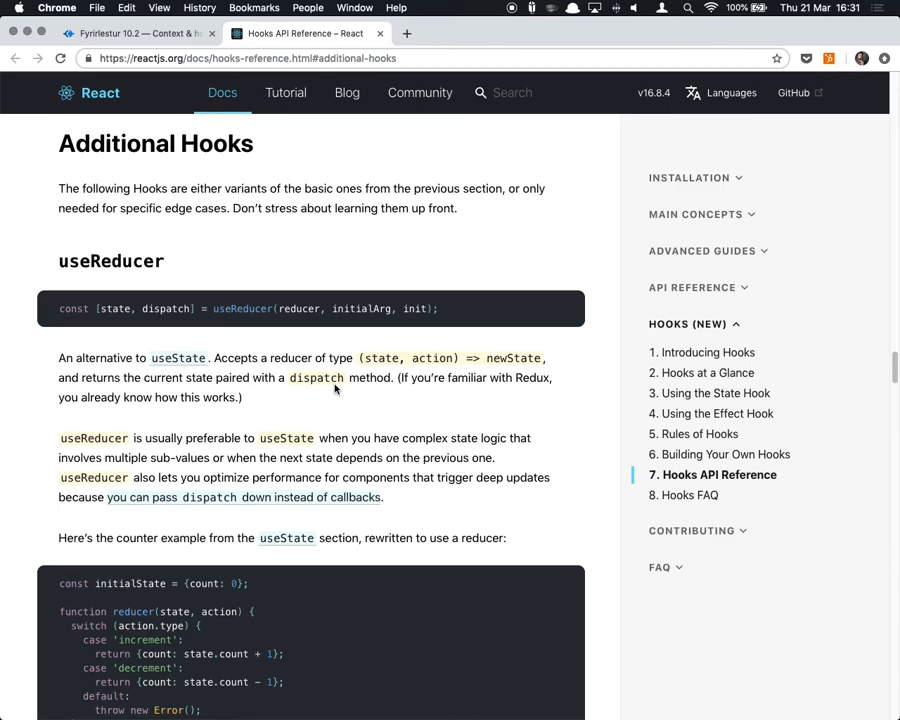 Chrome File Edit View History Bookmarks People Window Help 100% Thu 21 Mar 16:31
Fyrirlestur 10.2 — Context & h
Hooks API Reference – React
https://reactjs.org/docs/hooks-reference.html#additional-hooks
React Docs Tutorial Blog Community Search v16.8.4 Languages GitHub
Additional Hooks
The following Hooks are either variants of the basic ones from the previous section, or only
needed for specific edge cases. Don’t stress about learning them up front.
useReducer
const [state, dispatch] = useReducer(reducer, initialArg, init);
An alternative to useState. Accepts a reducer of type (state, action) => newState,
and returns the current state paired with a dispatch method. (If you’re familiar with Redux,
you already know how this works.)
useReducer is usually preferable to useState when you have complex state logic that
involves multiple sub-values or when the next state depends on the previous one.
useReducer also lets you optimize performance for components that trigger deep updates
because you can pass dispatch down instead of callbacks.
Here’s the counter example from the useState section, rewritten to use a reducer:
const initialState = {count: 0};
function reducer(state, action) {
switch (action.type) {
case 'increment':
return {count: state.count + 1};
case 'decrement':
return {count: state.count - 1};
default:
throw new Error();
INSTALLATION
MAIN CONCEPTS
ADVANCED GUIDES
API REFERENCE
HOOKS (NEW)
1. Introducing Hooks
2. Hooks at a Glance
3. Using the State Hook
4. Using the Effect Hook
5. Rules of Hooks
6. Building Your Own Hooks
7. Hooks API Reference
8. Hooks FAQ
CONTRIBUTING
FAQ